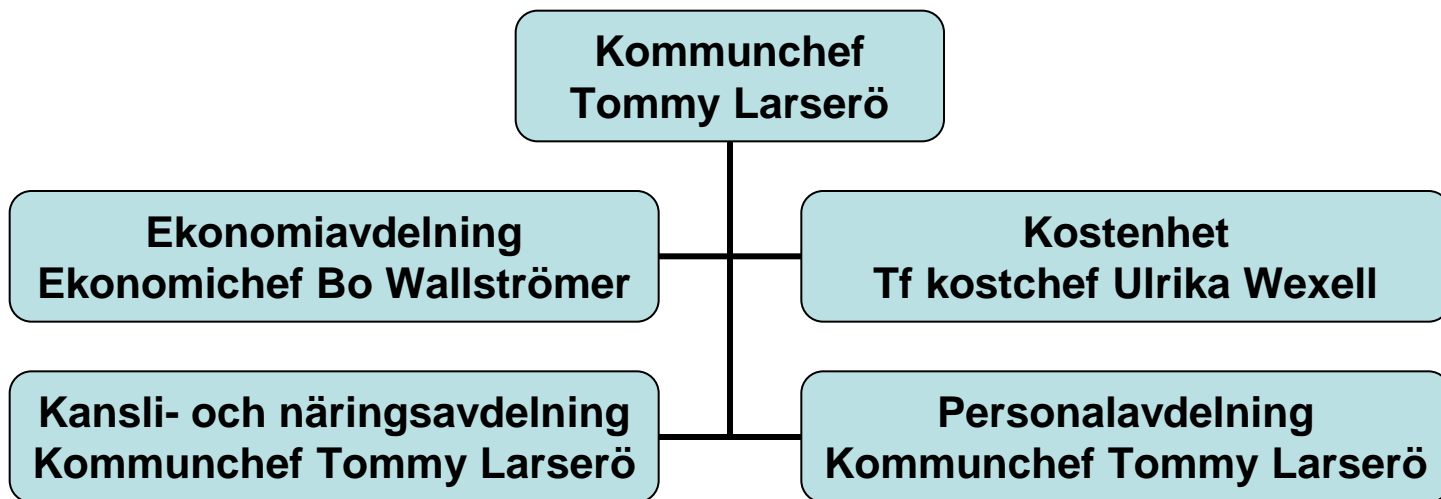 Kommunchef
Tommy Larserö
Ekonomiavdelning
Ekonomichef Bo Wallströmer
Kostenhet
Tf kostchef Ulrika Wexell
Kansli- och näringsavdelning
Kommunchef Tommy Larserö
Personalavdelning
Kommunchef Tommy Larserö